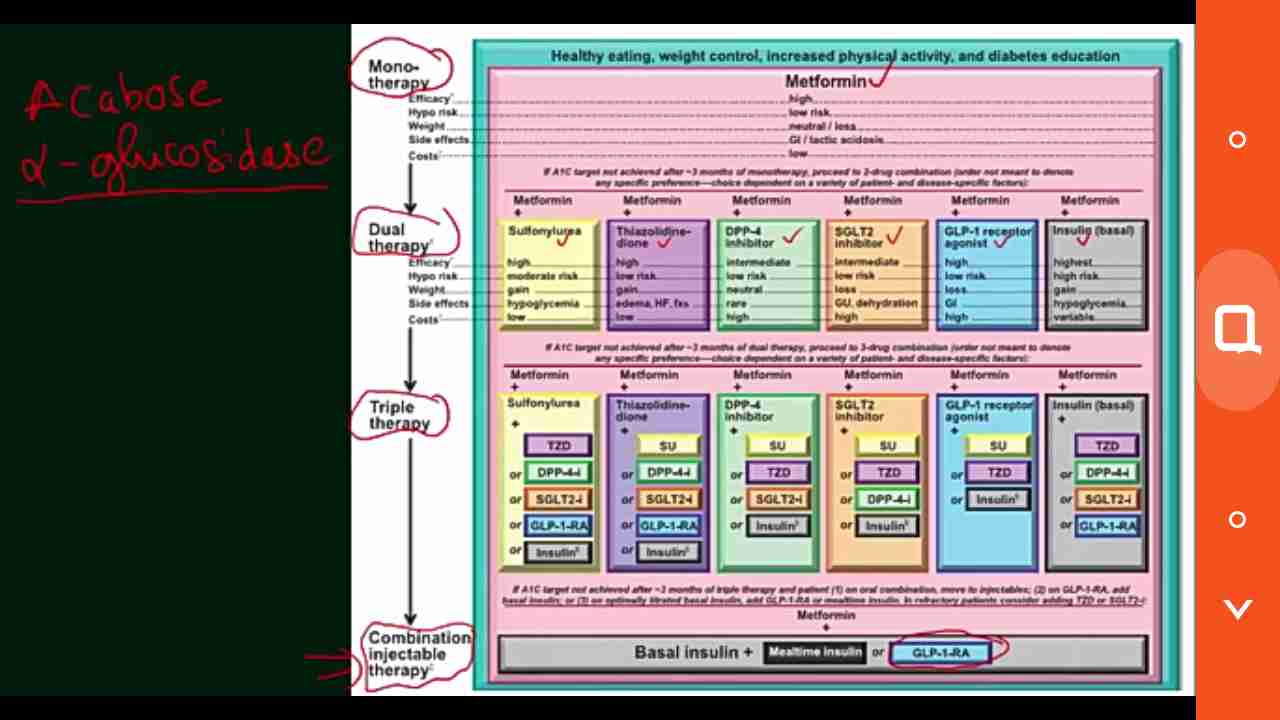 Acabose
α-glucosidase
Healthy eating, weight control, increased physical activity, and diabetes education
Mono-
therapy
Metformin
Efficacy* high
Hypo risk low risk
Weight neutral / loss
Side effects GI / lactic acidosis
Costs* low
If A1C target not achieved after ~3 months of monotherapy, proceed to 2-drug combination (order not meant to denote
any specific preference—choice dependent on a variety of patient- and disease-specific factors):
Metformin Metformin Metformin Metformin Metformin Metformin
+ + + + + +
Dual
therapy†
Sulfonylurea
Thiazolidine-
dione
DPP-4
inhibitor
SGLT2
inhibitor
GLP-1 receptor
agonist
Insulin (basal)
Efficacy* high high intermediate intermediate high highest
Hypo risk moderate risk low risk low risk low risk low risk high risk
Weight gain gain neutral loss loss gain
Side effects hypoglycemia edema, HF, fxs rare GU, dehydration GI hypoglycemia
Costs* low low high high high variable
If A1C target not achieved after ~3 months of dual therapy, proceed to 3-drug combination (order not meant to denote
any specific preference—choice dependent on a variety of patient- and disease-specific factors):
Metformin Metformin Metformin Metformin Metformin Metformin
+ + + + + +
Triple
therapy
Sulfonylurea
+
TZD
or DPP-4-i
or SGLT2-i
or GLP-1-RA
or Insulin§
Thiazolidine-
dione
+
SU
or DPP-4-i
or SGLT2-i
or GLP-1-RA
or Insulin§
DPP-4
inhibitor
+
SU
or TZD
or SGLT2-i
or Insulin§
SGLT2
inhibitor
+
SU
or TZD
or DPP-4-i
or Insulin§
GLP-1 receptor
agonist
+
SU
or TZD
or Insulin§
Insulin (basal)
+
TZD
or DPP-4-i
or SGLT2-i
or GLP-1-RA
If A1C target not achieved after ~3 months of triple therapy and patient (1) on oral combination, move to injectables; (2) on GLP-1-RA, add
basal insulin; or (3) on optimally titrated basal insulin, add GLP-1-RA or mealtime insulin. In refractory patients consider adding TZD or SGLT2-i:
Metformin
+
Combination
injectable
therapy‡
Basal insulin + Mealtime insulin or GLP-1-RA